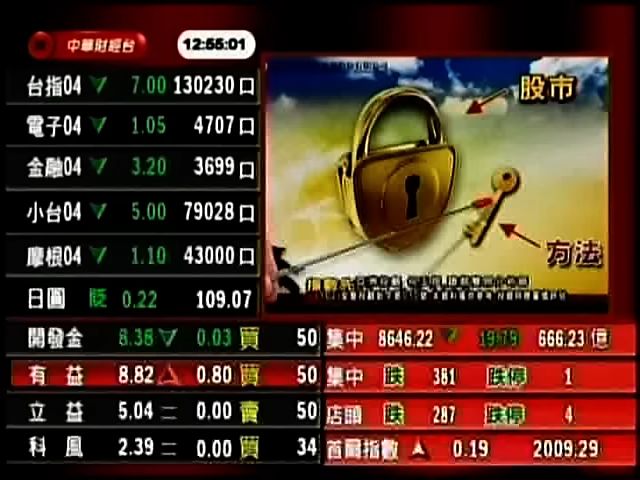 中華財經台 12:55:01
台指04 7.00 130230口
電子04 1.05 4707口
金融04 3.20 3699口
小台04 5.00 79028口
摩根04 1.10 43000口
日圓 貶 0.22 109.07
股市
方法
開發金 8.38 0.03 買 50
有益 8.82 0.80 買 50
立益 5.04 0.00 賣 50
科風 2.39 0.00 買 34
集中 8646.22 19.79 666.23億
集中 跌 381 跌停 1
店頭 跌 287 跌停 4
首爾指數 0.19 2009.29